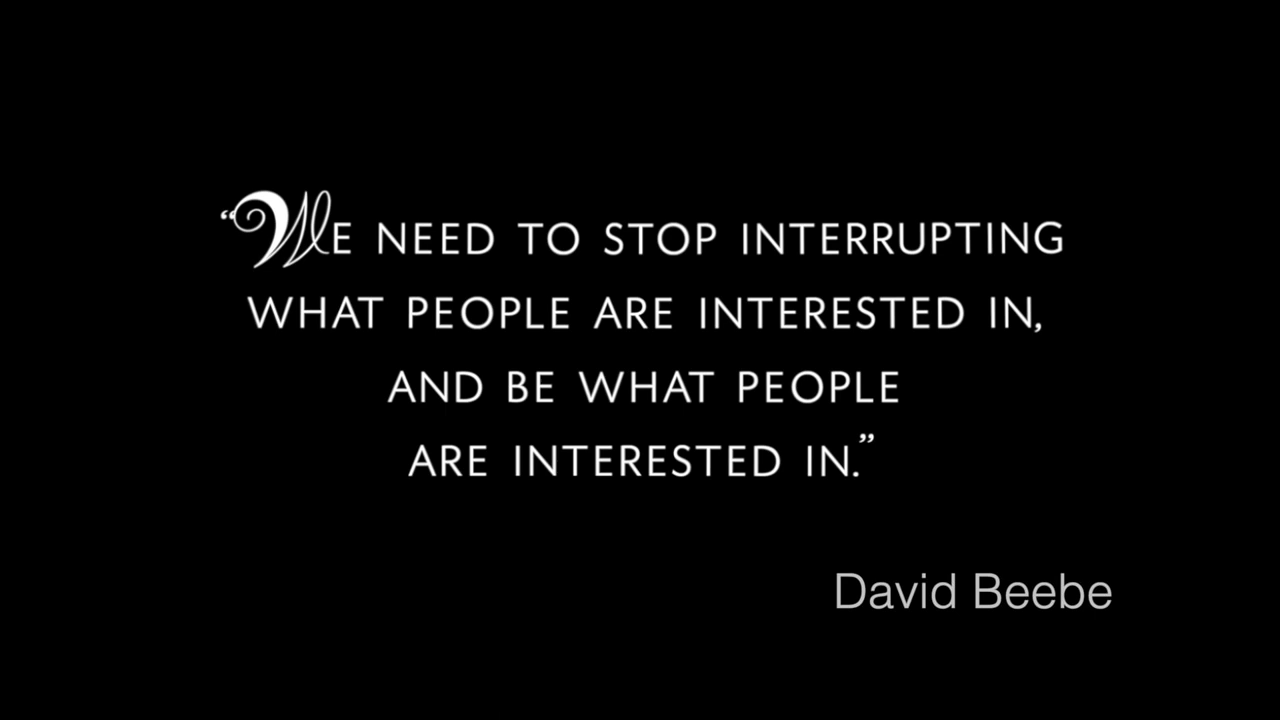 “WE NEED TO STOP INTERRUPTING
WHAT PEOPLE ARE INTERESTED IN,
AND BE WHAT PEOPLE
ARE INTERESTED IN.”
David Beebe